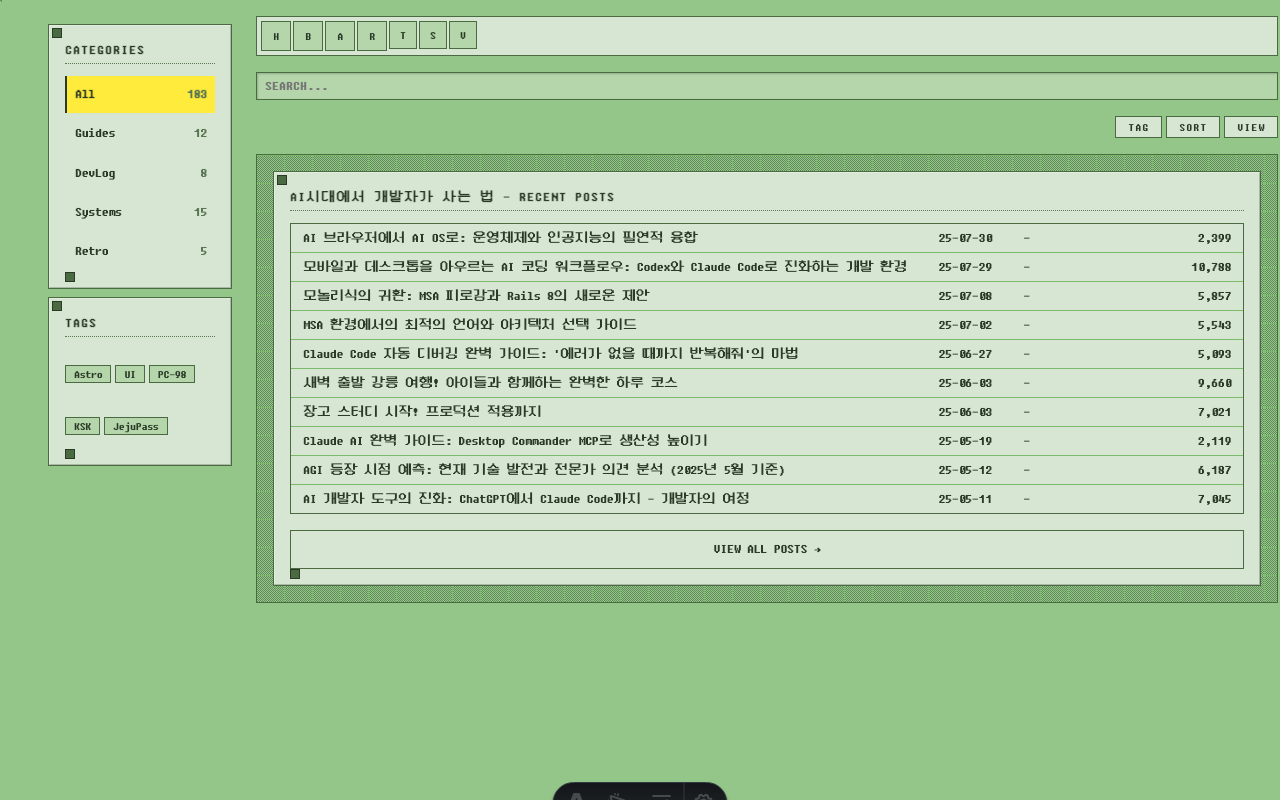 CATEGORIES
All 183
Guides 12
DevLog 8
Systems 15
Retro 5
TAGS
Astro UI PC-98
KSK JejuPass
H B A R T S V
SEARCH...
TAG SORT VIEW
AI시대에서 개발자가 사는 법 - RECENT POSTS
AI 브라우저에서 AI OS로: 운영체제와 인공지능의 필연적 융합 25-07-30 - 2,399
모바일과 데스크톱을 아우르는 AI 코딩 워크플로우: Codex와 Claude Code로 진화하는 개발 환경 25-07-29 - 10,788
모놀리식의 귀환: MSA 피로감과 Rails 8의 새로운 제안 25-07-08 - 5,857
MSA 환경에서의 최적의 언어와 아키텍처 선택 가이드 25-07-02 - 5,543
Claude Code 자동 디버깅 완벽 가이드: '에러가 없을 때까지 반복해줘'의 마법 25-06-27 - 5,093
새벽 출발 강릉 여행! 아이들과 함께하는 완벽한 하루 코스 25-06-03 - 9,660
장고 스터디 시작! 프로덕션 적용까지 25-06-03 - 7,021
Claude AI 완벽 가이드: Desktop Commander MCP로 생산성 높이기 25-05-19 - 2,119
AGI 등장 시점 예측: 현재 기술 발전과 전문가 의견 분석 (2025년 5월 기준) 25-05-12 - 6,187
AI 개발자 도구의 진화: ChatGPT에서 Claude Code까지 - 개발자의 여정 25-05-11 - 7,045
VIEW ALL POSTS →